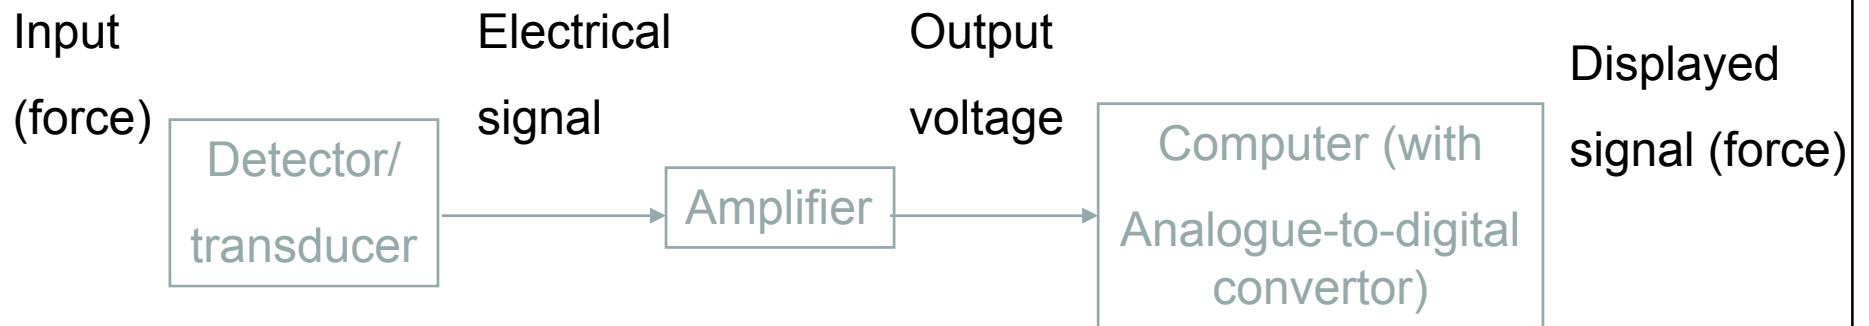 Input
(force)
Detector/
transducer
Electrical
signal
Amplifier
Output
voltage
Computer (with
Analogue-to-digital
convertor)
Displayed
signal (force)